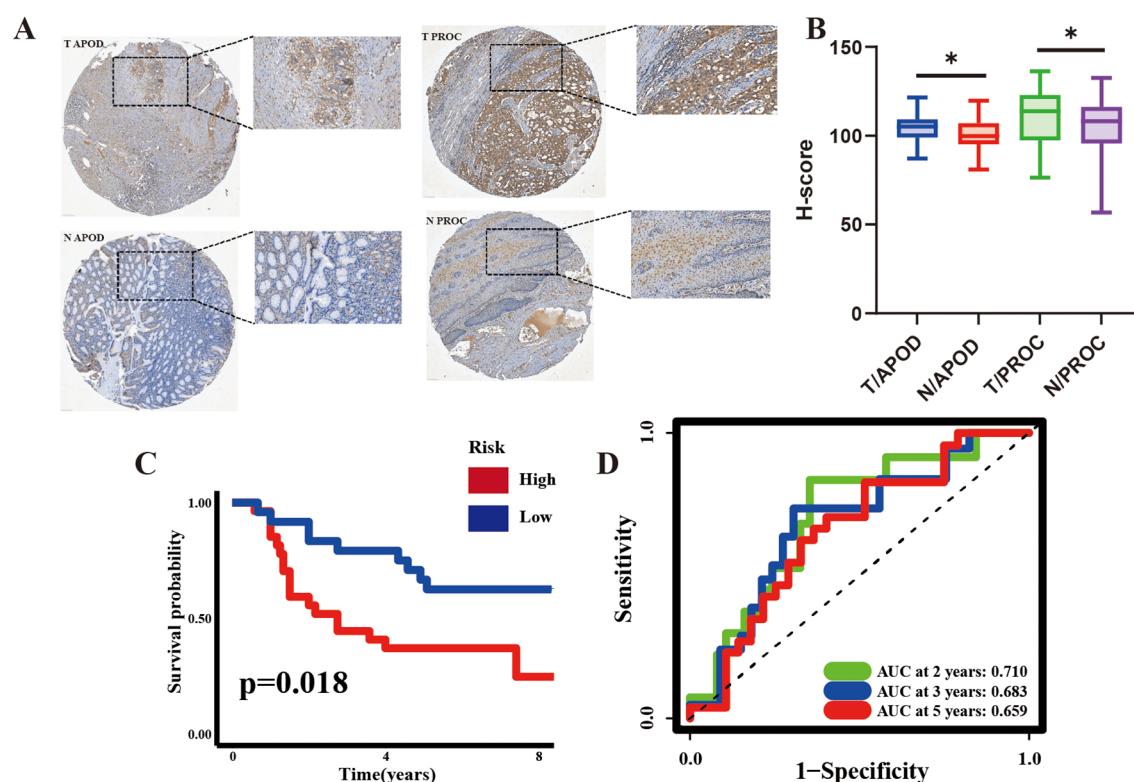 A
T APOD
T PROC
N APOD
N PROC
B
*
*
150
100
50
0
H-score
T/APOD
N/APOD
T/PROC
N/PROC
C
Risk
High
Low
1.00
0.50
0.00
Survival probability
p=0.018
0
4
8
Time(years)
D
1.0
0.0
Sensitivity
AUC at 2 years: 0.710
AUC at 3 years: 0.683
AUC at 5 years: 0.659
0.0
1.0
1−Specificity